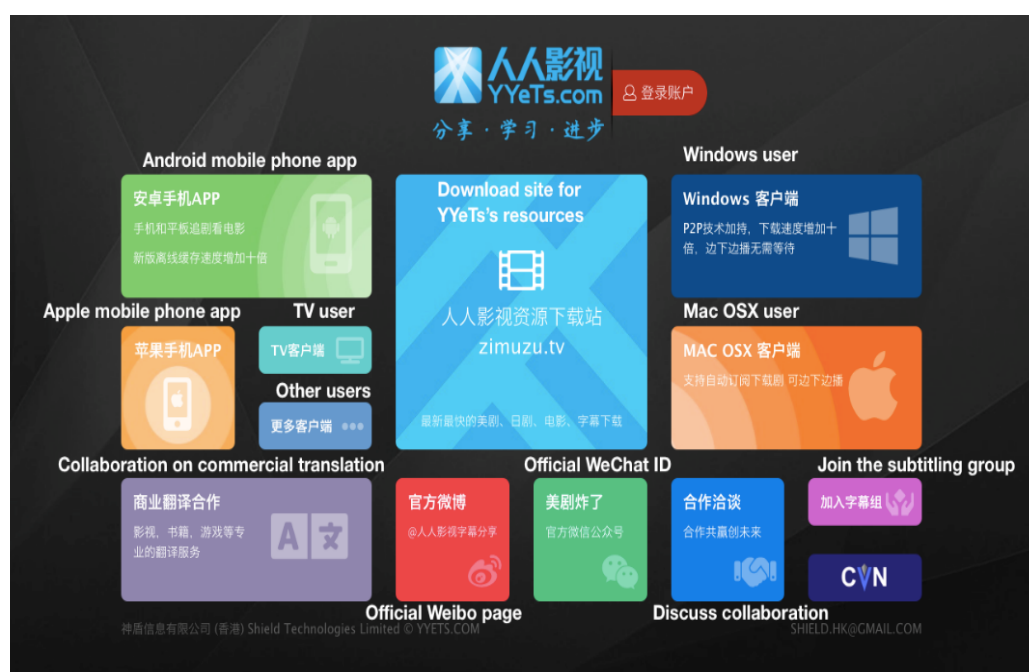 人人影视
YYeTs.com
登录账户
分享·学习·进步
Android mobile phone app
安卓手机APP
手机和平板追剧看电影
新版离线缓存速度增加十倍
Download site for
YYeTs's resources
人人影视资源下载站
zimuzu.tv
最新最快的美剧、日剧、电影、字幕下载
Windows user
Windows 客户端
P2P技术加持，下载速度增加十
倍，边下边播无需等待
Apple mobile phone app
苹果手机APP
TV user
TV客户端
Other users
更多客户端
Mac OSX user
MAC OSX 客户端
支持自动订阅下载剧 可边下边播
Collaboration on commercial translation
商业翻译合作
影视、书籍、游戏等专
业的翻译服务
A 文
官方微博
@人人影视字幕分享
Official Weibo page
Official WeChat ID
美剧炸了
官方微信公众号
合作洽谈
合作共赢创未来
Discuss collaboration
Join the subtitling group
加入字幕组
CVN
神盾信息有限公司 (香港) Shield Technologies Limited © YYETS.COM
SHIELD.HK@GMAIL.COM